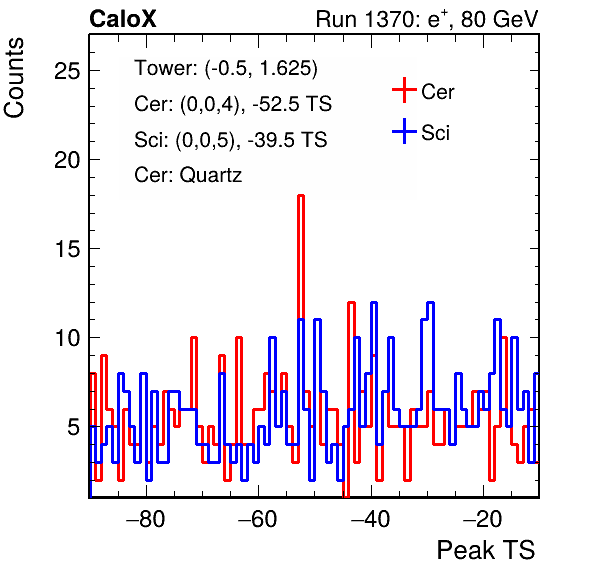 CaloX Run 1370: e⁺, 80 GeV
Counts
Tower: (-0.5, 1.625)
Cer: (0,0,4), -52.5 TS
Sci: (0,0,5), -39.5 TS
Cer: Quartz
Cer
Sci
25
20
15
10
5
−80 −60 −40 −20
Peak TS